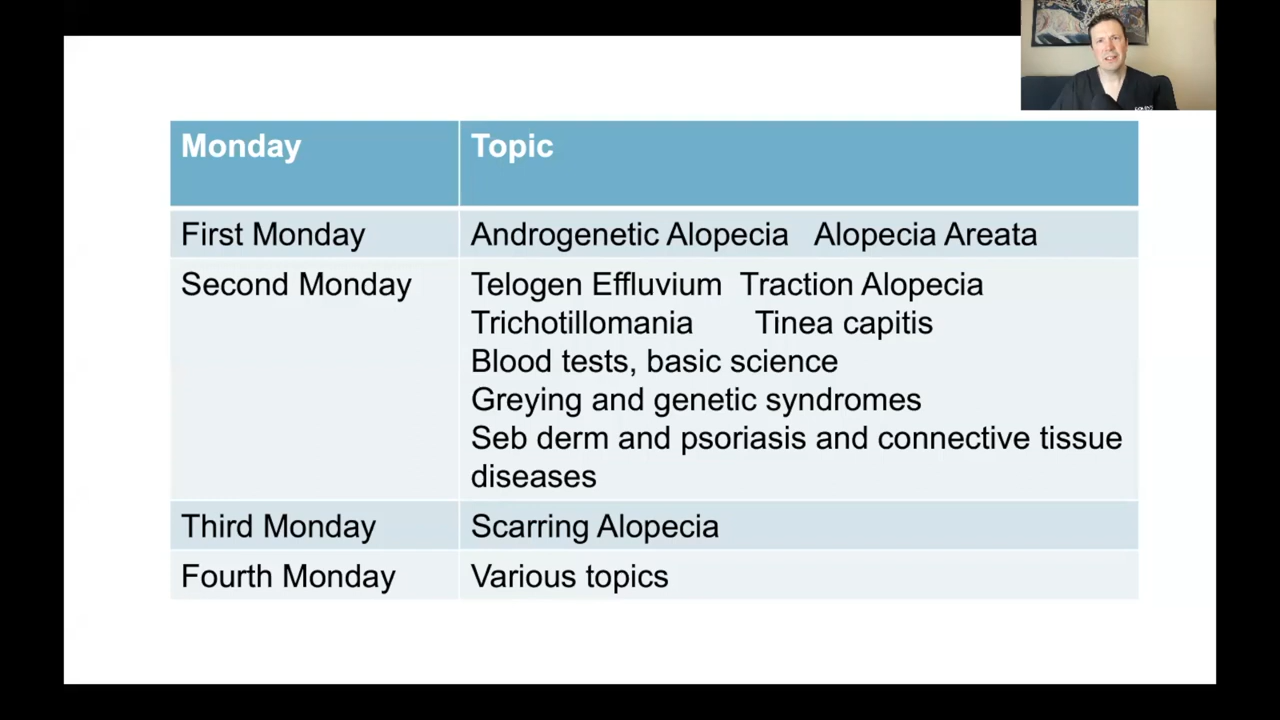 Monday Topic
First Monday Androgenetic Alopecia Alopecia Areata
Second Monday Telogen Effluvium Traction Alopecia
Trichotillomania Tinea capitis
Blood tests, basic science
Greying and genetic syndromes
Seb derm and psoriasis and connective tissue
diseases
Third Monday Scarring Alopecia
Fourth Monday Various topics